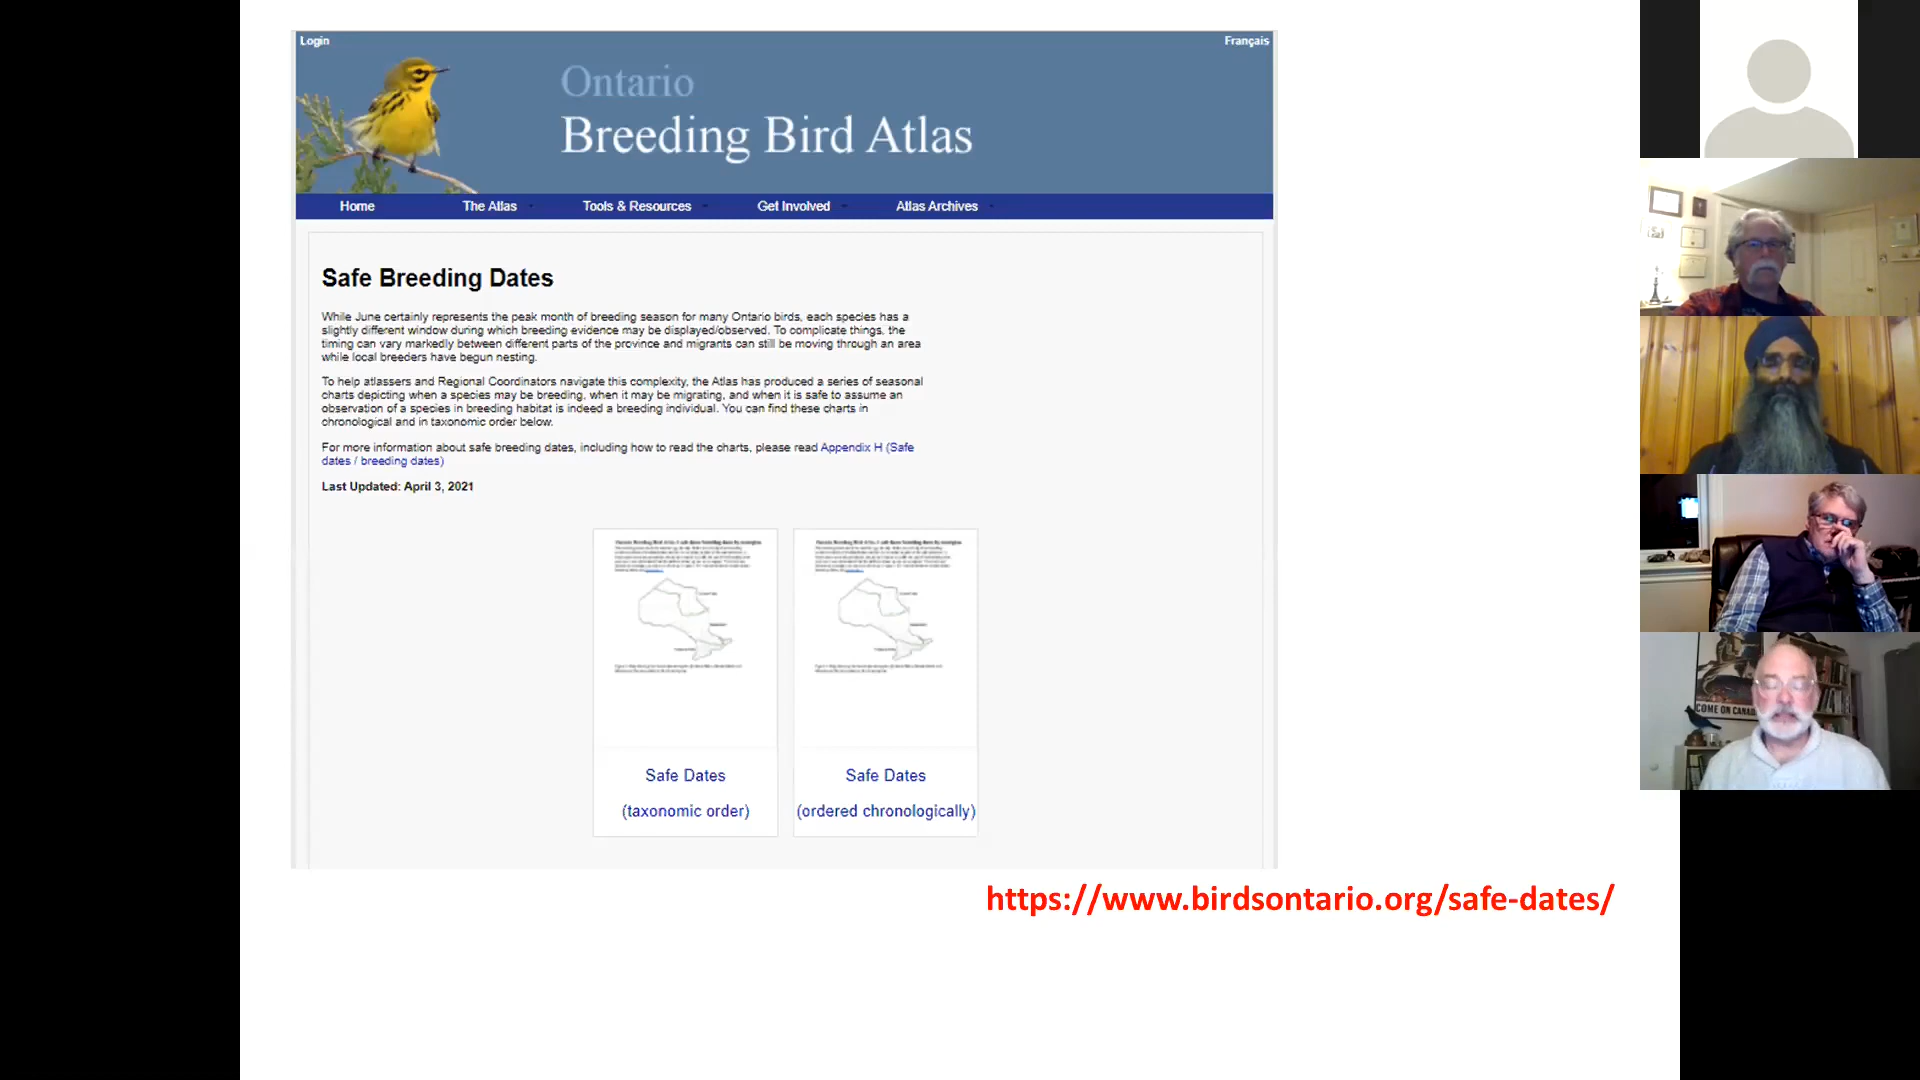 Login
Français
Ontario
Breeding Bird Atlas
Home The Atlas Tools & Resources Get Involved Atlas Archives
Safe Breeding Dates
While June certainly represents the peak month of breeding season for many Ontario birds, each species has a
slightly different window during which breeding evidence may be displayed/observed. To complicate things, the
timing can vary markedly between different parts of the province and migrants can still be moving through an area
while local breeders have begun nesting.
To help atlassers and Regional Coordinators navigate this complexity, the Atlas has produced a series of seasonal
charts depicting when a species may be breeding, when it may be migrating, and when it is safe to assume an
observation of a species in breeding habitat is indeed a breeding individual. You can find these charts in
chronological and in taxonomic order below.
For more information about safe breeding dates, including how to read the charts, please read Appendix H (Safe
dates / breeding dates)
Last Updated: April 3, 2021
Safe Dates
(taxonomic order)
Safe Dates
(ordered chronologically)
https://www.birdsontario.org/safe-dates/
COME ON CANAD